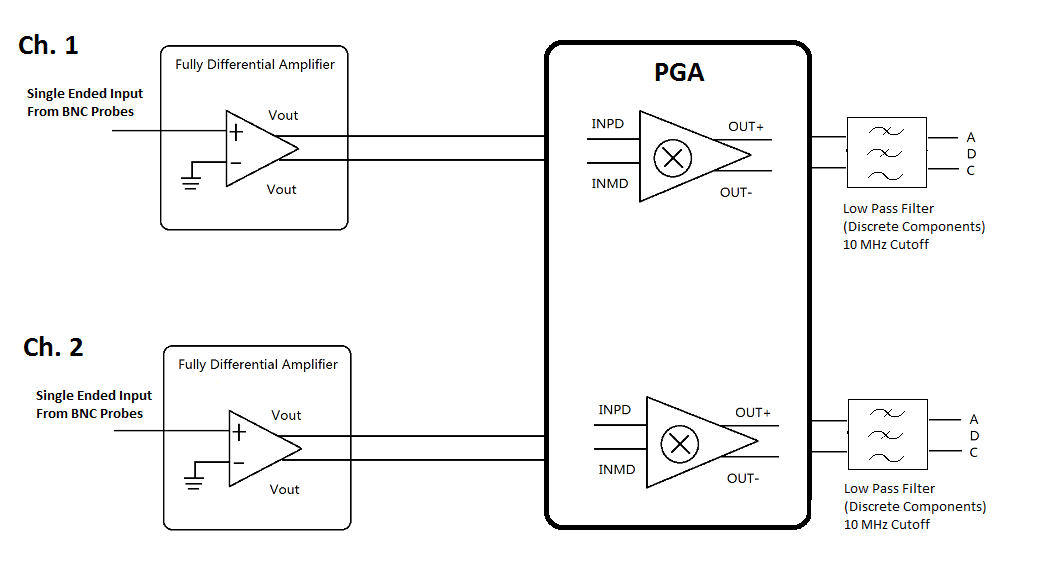 Ch. 1
Fully Differential Amplifier
Single Ended Input
From BNC Probes
Vout
+
-
Vout
PGA
INPD
INMD
OUT+
OUT-
A
D
C
Low Pass Filter
(Discrete Components)
10 MHz Cutoff
Ch. 2
Fully Differential Amplifier
Single Ended Input
From BNC Probes
Vout
+
-
Vout
INPD
INMD
OUT+
OUT-
A
D
C
Low Pass Filter
(Discrete Components)
10 MHz Cutoff